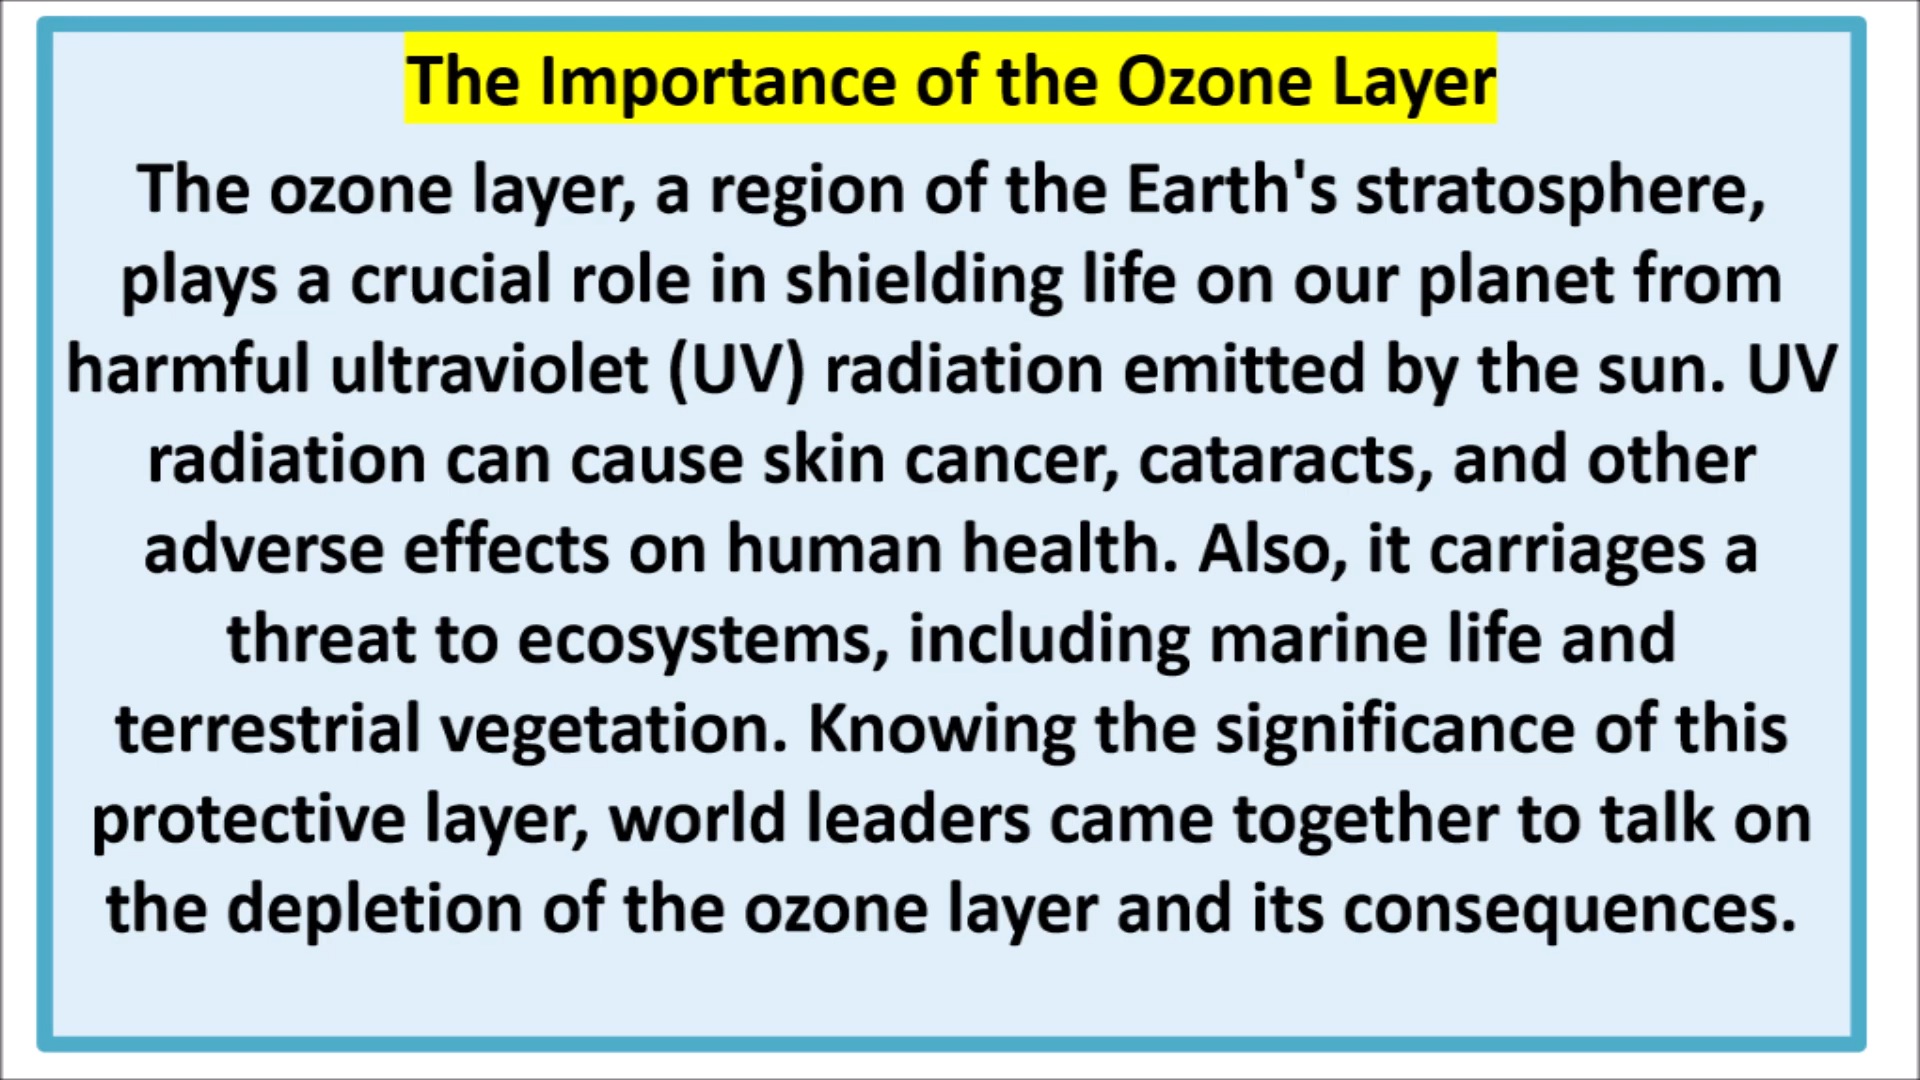 The Importance of the Ozone Layer
The ozone layer, a region of the Earth's stratosphere,
plays a crucial role in shielding life on our planet from
harmful ultraviolet (UV) radiation emitted by the sun. UV
radiation can cause skin cancer, cataracts, and other
adverse effects on human health. Also, it carriages a
threat to ecosystems, including marine life and
terrestrial vegetation. Knowing the significance of this
protective layer, world leaders came together to talk on
the depletion of the ozone layer and its consequences.